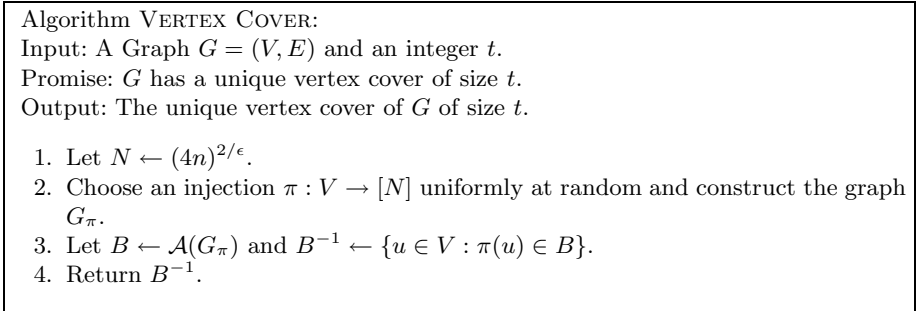 Algorithm VERTEX COVER:
Input: A Graph G = (V, E) and an integer t.
Promise: G has a unique vertex cover of size t.
Output: The unique vertex cover of G of size t.
1. Let N ← (4n)^{2/ϵ}.
2. Choose an injection π : V → [N] uniformly at random and construct the graph
G_π.
3. Let B ← 𝒜(G_π) and B^{−1} ← {u ∈ V : π(u) ∈ B}.
4. Return B^{−1}.